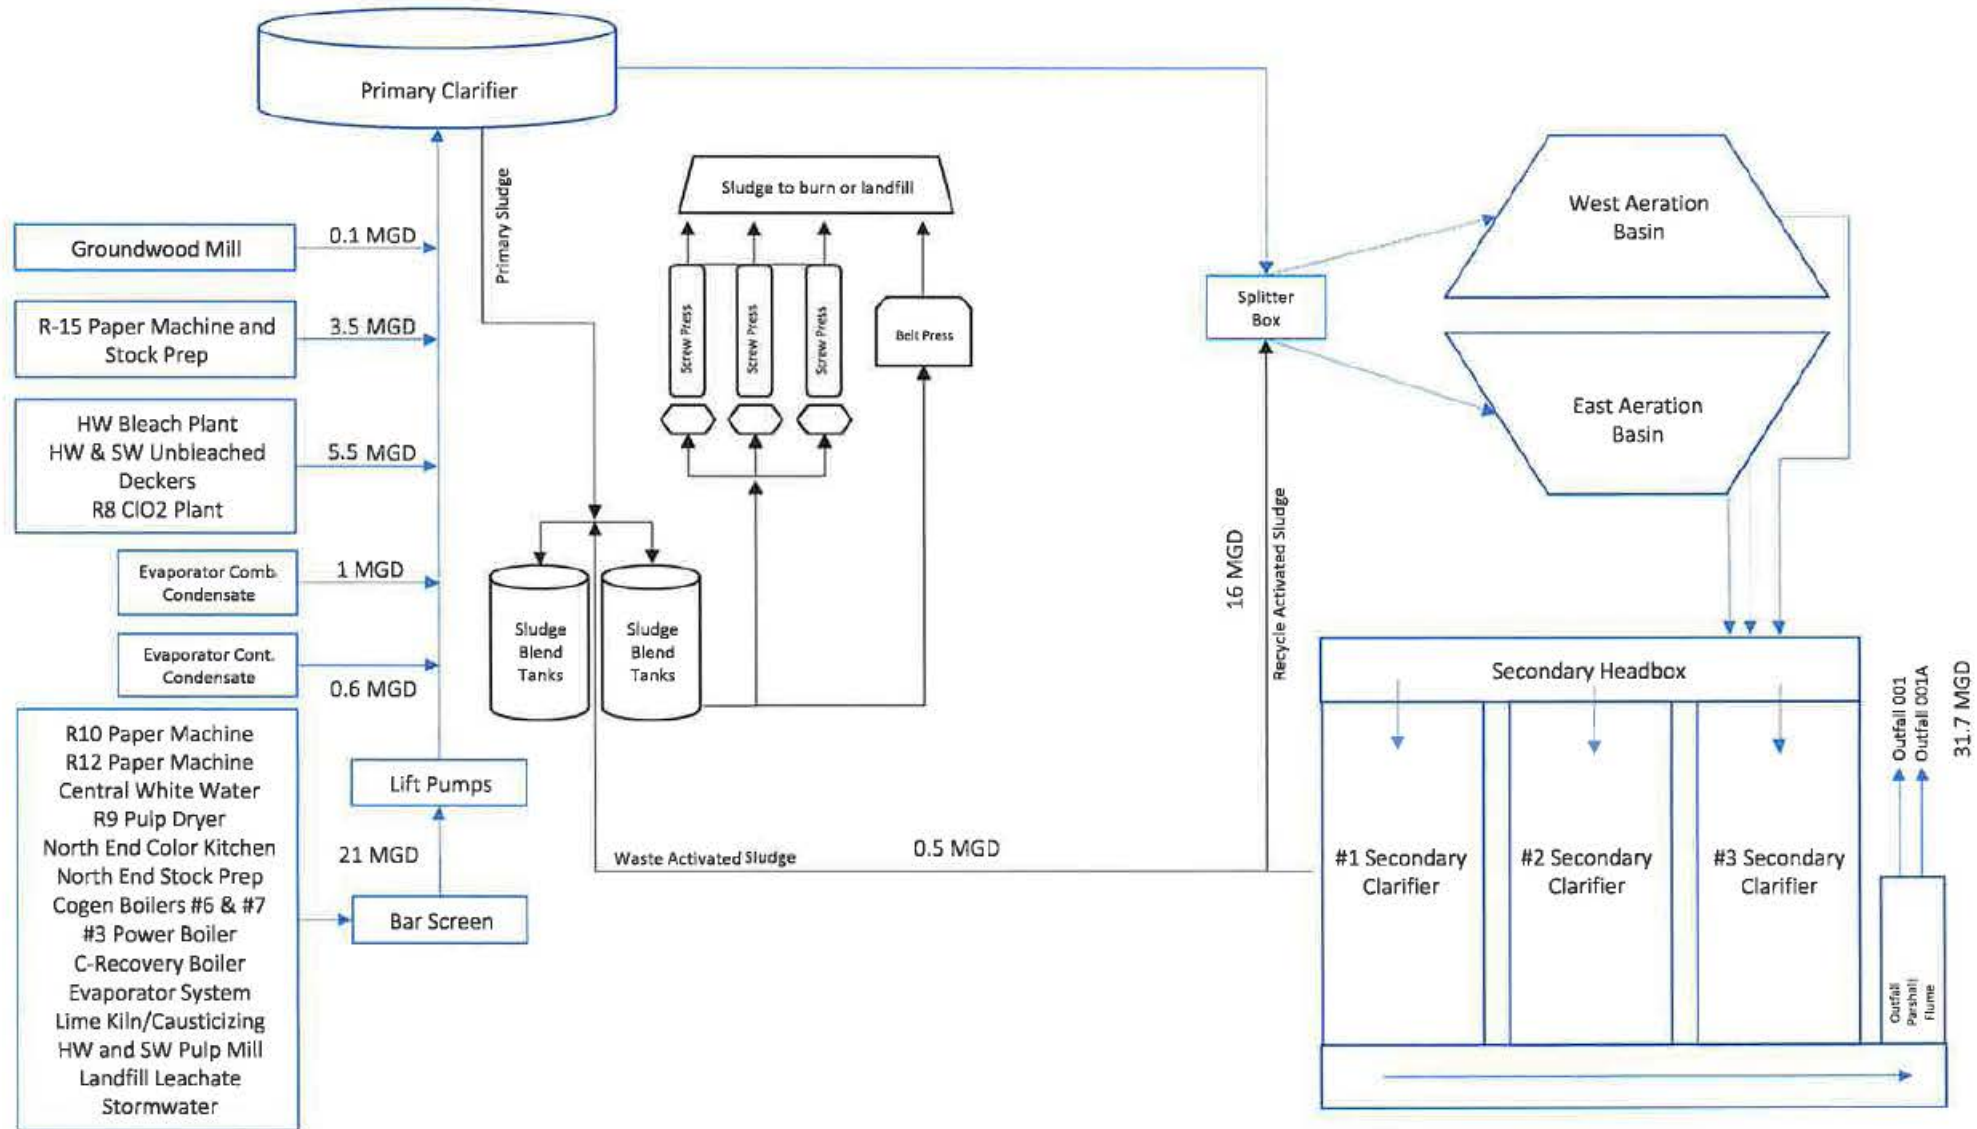 Primary Clarifier
Primary Sludge
Sludge to burn or landfill
Groundwood Mill
0.1 MGD
R-15 Paper Machine and
Stock Prep
3.5 MGD
HW Bleach Plant
HW & SW Unbleached
Deckers
R8 ClO2 Plant
5.5 MGD
Evaporator Comb.
Condensate
1 MGD
Evaporator Cont.
Condensate
0.6 MGD
R10 Paper Machine
R12 Paper Machine
Central White Water
R9 Pulp Dryer
North End Color Kitchen
North End Stock Prep
Cogen Boilers #6 & #7
#3 Power Boiler
C-Recovery Boiler
Evaporator System
Lime Kiln/Causticizing
HW and SW Pulp Mill
Landfill Leachate
Stormwater
Lift Pumps
21 MGD
Bar Screen
Screw Press
Screw Press
Screw Press
Belt Press
Sludge
Blend
Tanks
Sludge
Blend
Tanks
Waste Activated Sludge
0.5 MGD
Splitter
Box
16 MGD
Recycle Activated Sludge
West Aeration
Basin
East Aeration
Basin
Secondary Headbox
#1 Secondary
Clarifier
#2 Secondary
Clarifier
#3 Secondary
Clarifier
Outfall 001
Outfall 001A
31.7 MGD
Outfall
Parshall
Flume